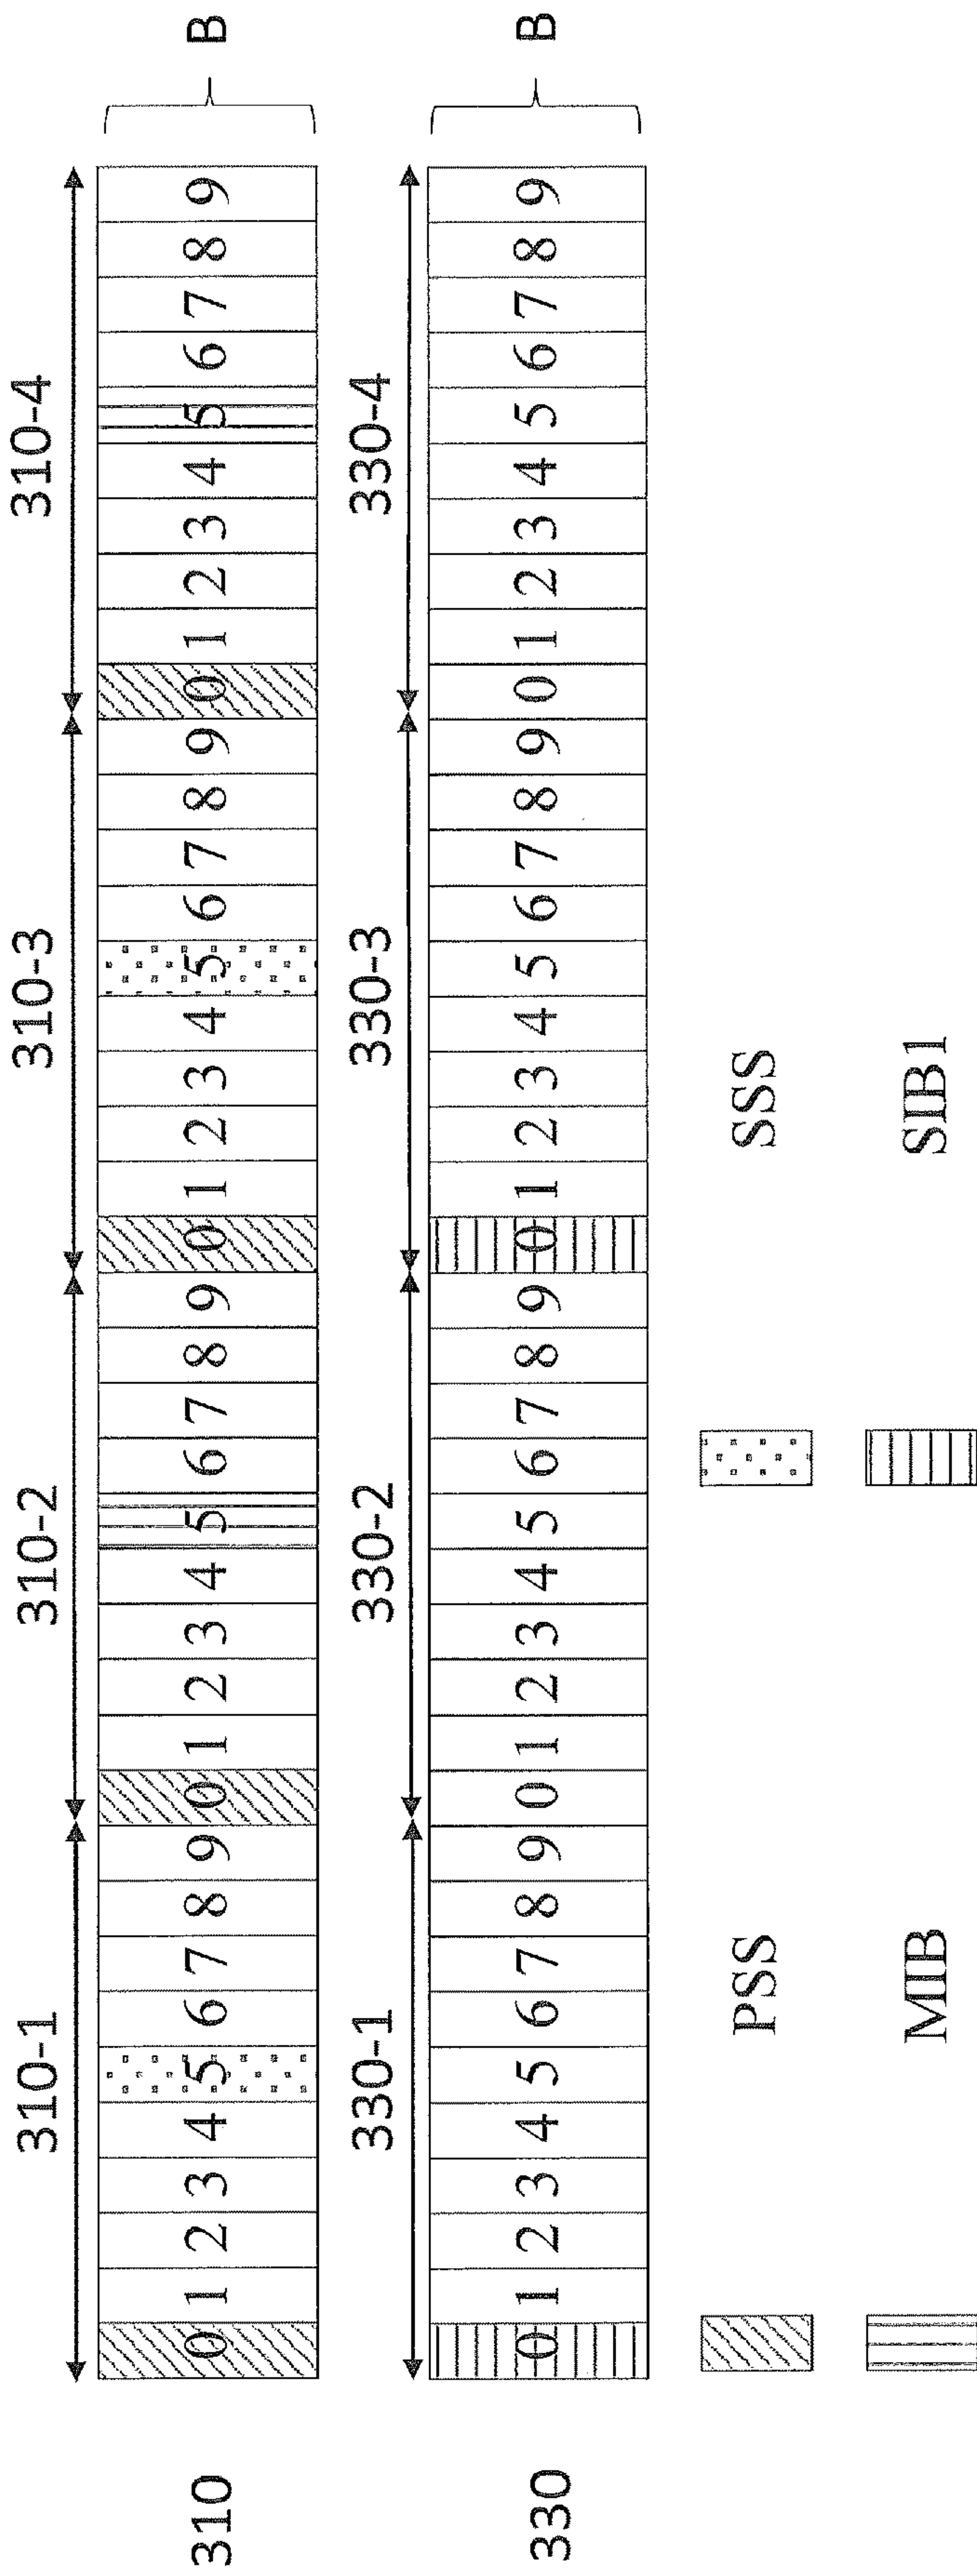 310-1 310-2 310-3 310-4
310 0 1 2 3 4 5 6 7 8 9 0 1 2 3 4 5 6 7 8 9 0 1 2 3 4 5 6 7 8 9 0 1 2 3 4 5 6 7 8 9 B
330-1 330-2 330-3 330-4
330 0 1 2 3 4 5 6 7 8 9 0 1 2 3 4 5 6 7 8 9 0 1 2 3 4 5 6 7 8 9 0 1 2 3 4 5 6 7 8 9 B
PSS SSS
MIB SIB1